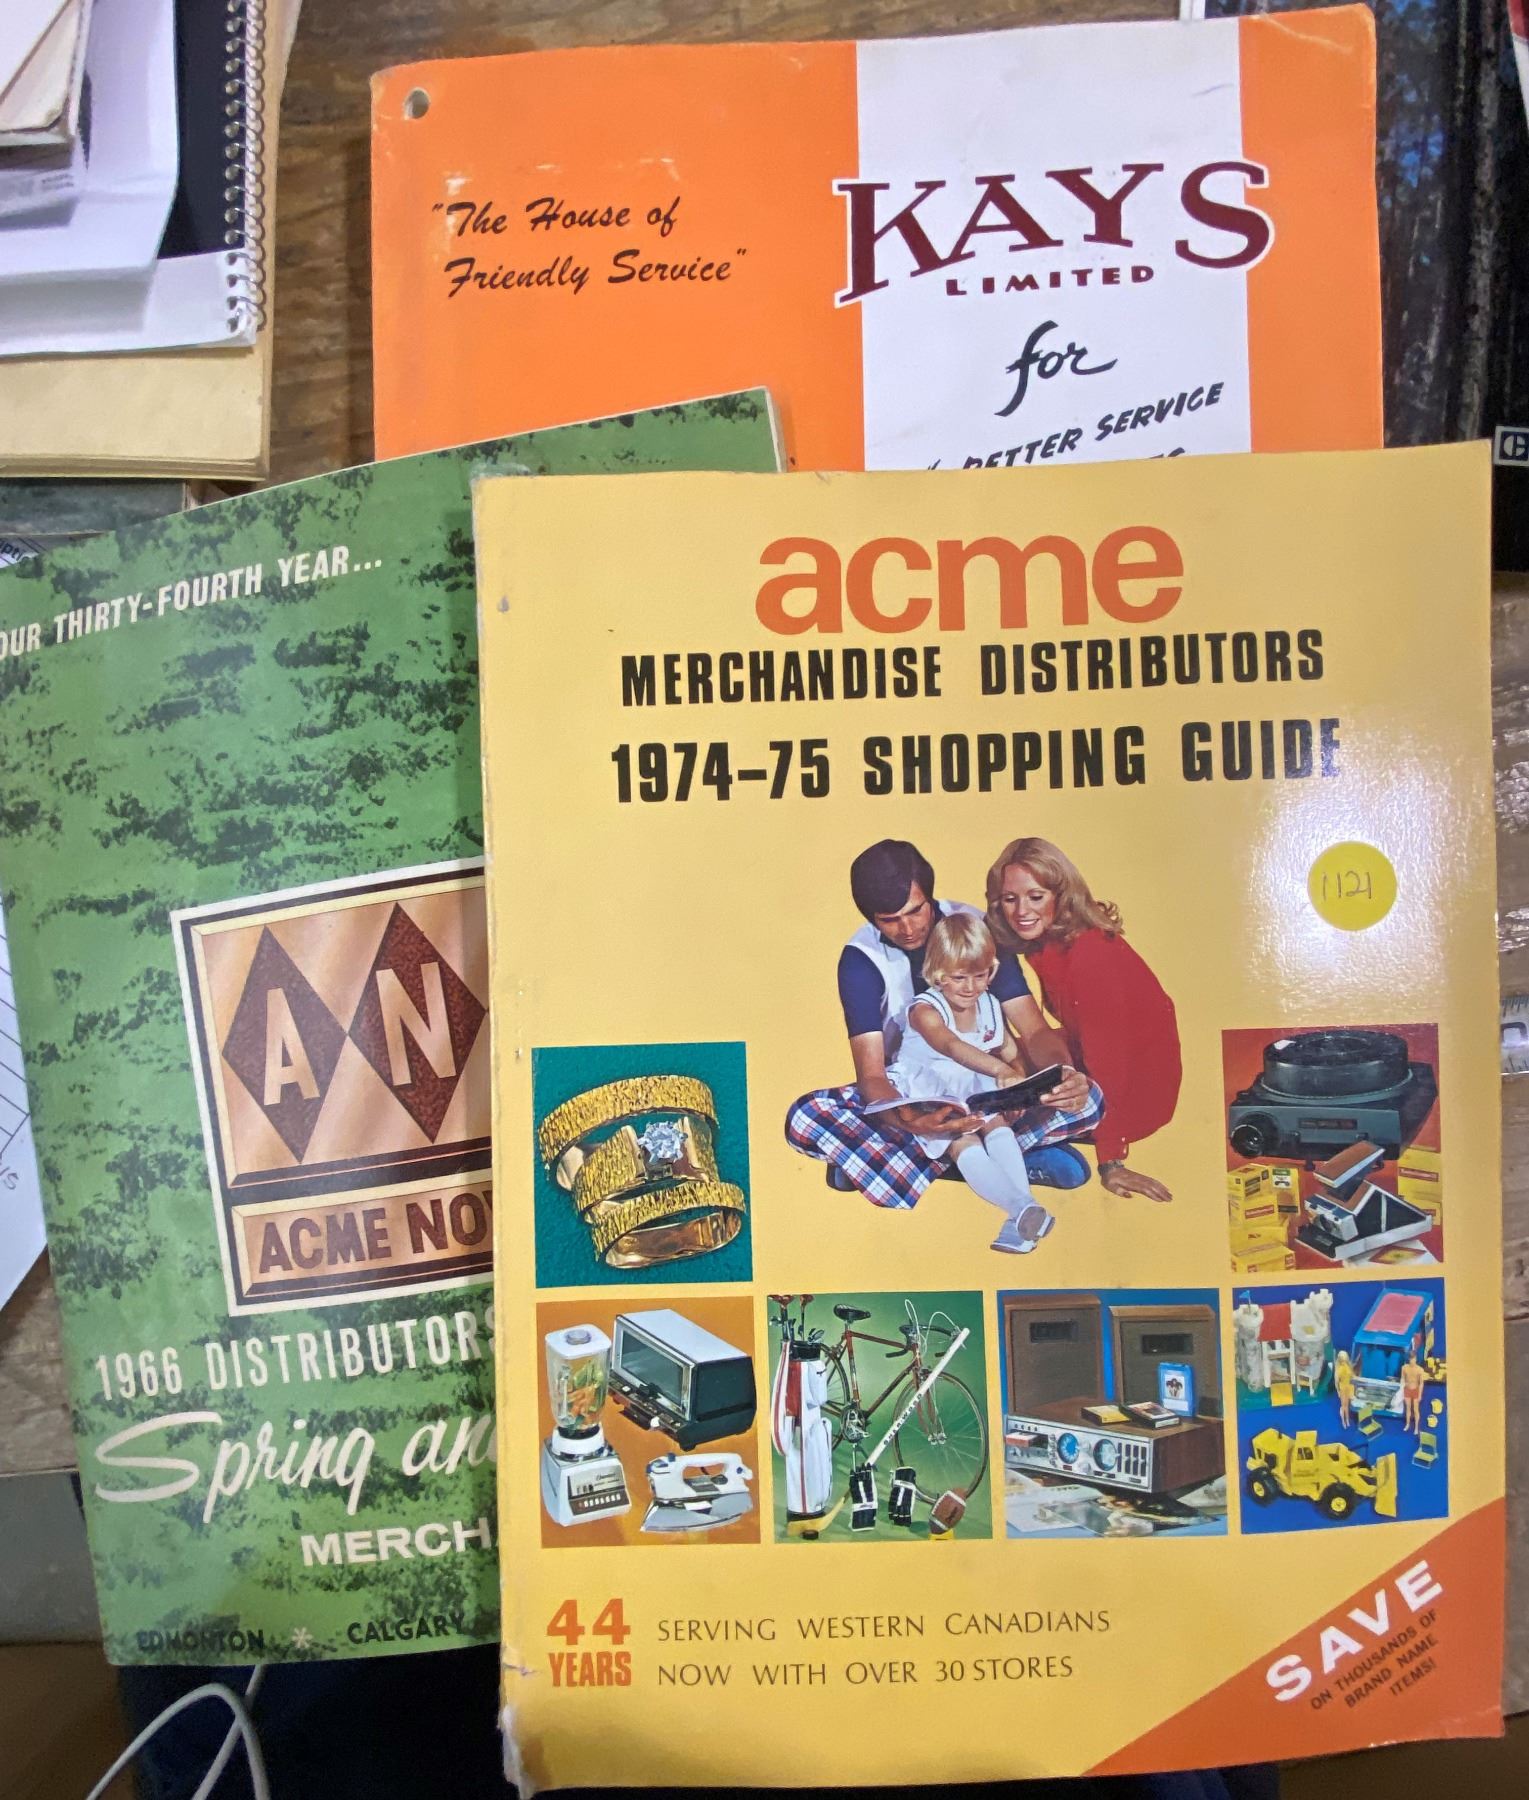 "The House of
Friendly Service"
KAYS
LIMITED
for
BETTER SERVICE
OUR THIRTY-FOURTH YEAR...
A N
ACME NO
1966 DISTRIBUTORS
Spring an
MERCH
EDMONTON * CALGARY
acme
MERCHANDISE DISTRIBUTORS
1974-75 SHOPPING GUIDE
1121
44 YEARS
SERVING WESTERN CANADIANS
NOW WITH OVER 30 STORES
SAVE
ON THOUSANDS OF
BRAND NAME
ITEMS!